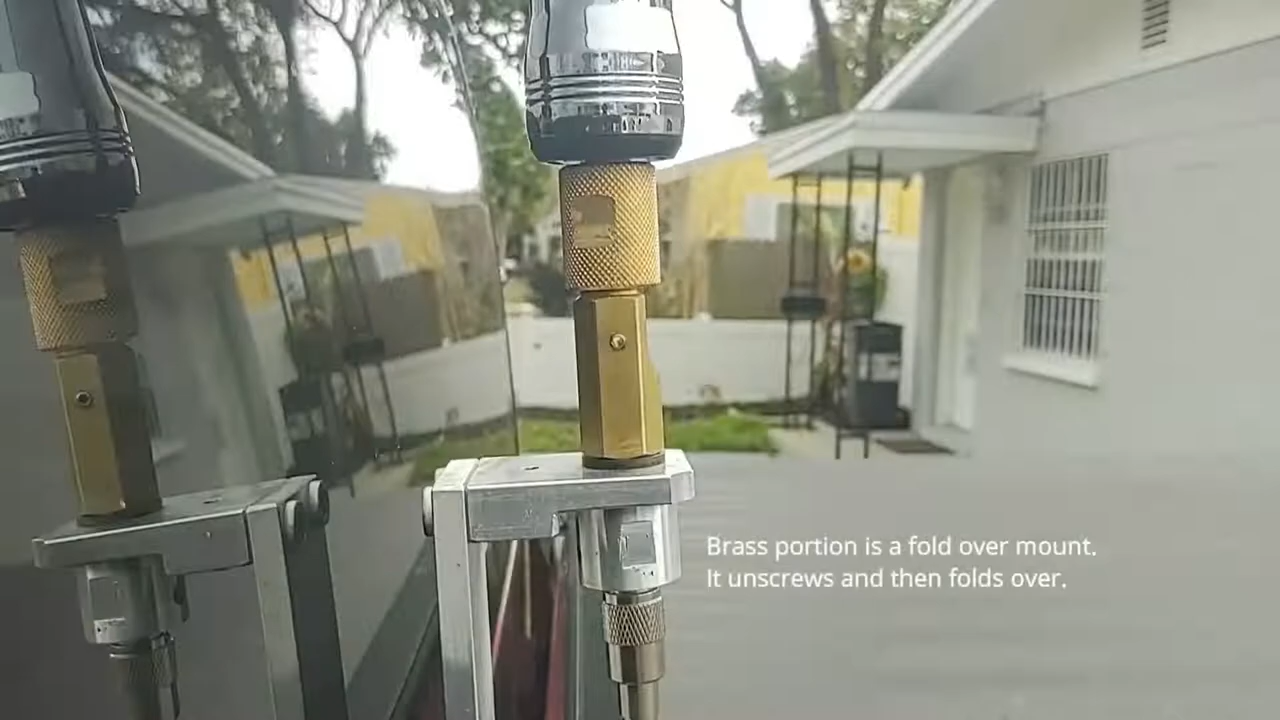 Brass portion is a fold over mount.
It unscrews and then folds over.